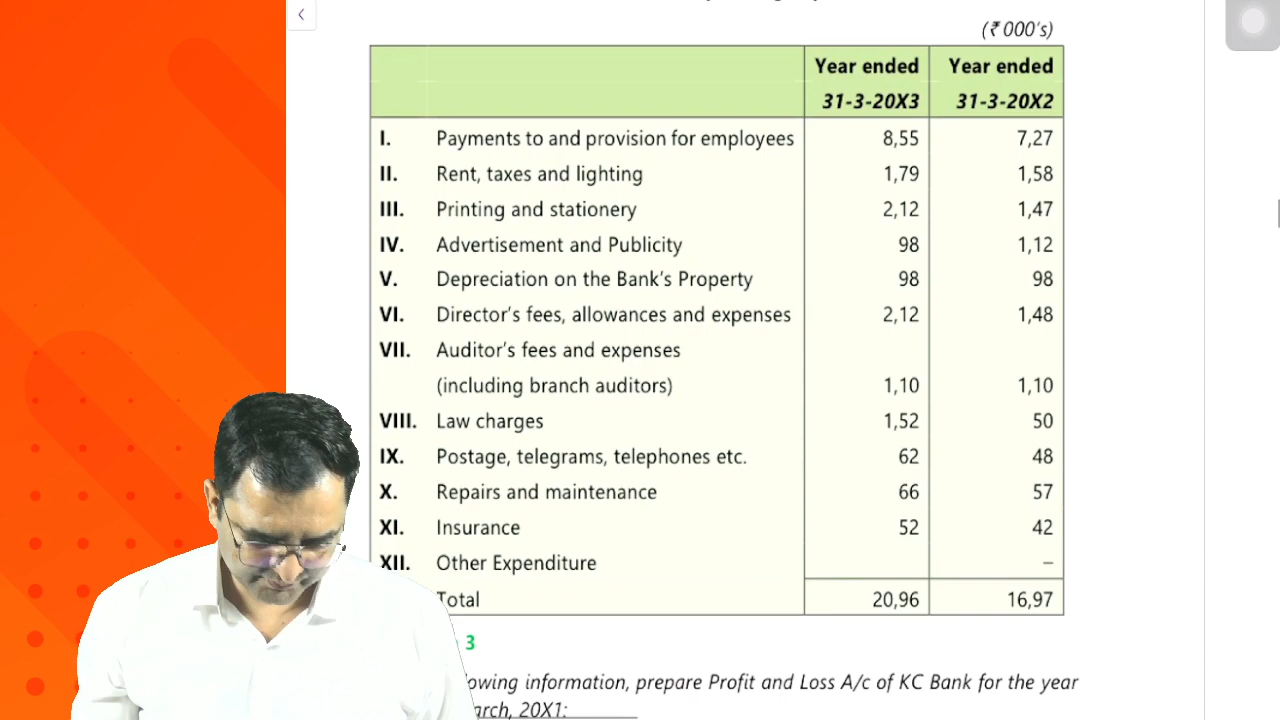 (₹ 000's)
Year ended Year ended
31-3-20X3 31-3-20X2
I. Payments to and provision for employees 8,55 7,27
II. Rent, taxes and lighting 1,79 1,58
III. Printing and stationery 2,12 1,47
IV. Advertisement and Publicity 98 1,12
V. Depreciation on the Bank's Property 98 98
VI. Director's fees, allowances and expenses 2,12 1,48
VII. Auditor's fees and expenses
(including branch auditors) 1,10 1,10
VIII. Law charges 1,52 50
IX. Postage, telegrams, telephones etc. 62 48
X. Repairs and maintenance 66 57
XI. Insurance 52 42
XII. Other Expenditure –
Total 20,96 16,97
3
information, prepare Profit and Loss A/c of KC Bank for the year
20X1: